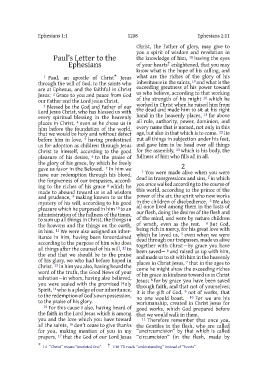 Ephesians 1:1 1198 Ephesians 2:11
Paul's Letter to the
Ephesians
1 Paul, an apostle of Christ Jesus
through the will of God, to the saints who
are at Ephesus, and the faithful in Christ
Jesus: 2 Grace to you and peace from God
our Father and the Lord Jesus Christ.
3 Blessed be the God and Father of our
Lord Jesus Christ, who has blessed us with
every spiritual blessing in the heavenly
places in Christ, 4 even as he chose us in
him before the foundation of the world,
that we would be holy and without defect
before him in love, 5 having predestined
us for adoption as children through Jesus
Christ to himself, according to the good
pleasure of his desire, 6 to the praise of
the glory of his grace, by which he freely
gave us favor in the Beloved. 7 In him we
have our redemption through his blood,
the forgiveness of our trespasses, accord-
ing to the riches of his grace 8 which he
made to abound toward us in all wisdom
and prudence, 9 making known to us the
mystery of his will, according to his good
pleasure which he purposed in him 10 to an
administration of the fullness of the times,
to sum up all things in Christ, the things in
the heavens and the things on the earth,
in him. 11 We were also assigned an inheri-
tance in him, having been foreordained
according to the purpose of him who does
all things after the counsel of his will, 12 to
the end that we should be to the praise
of his glory, we who had before hoped in
Christ. 13 In him you also, having heard the
word of the truth, the Good News of your
salvation—in whom, having also believed,
you were sealed with the promised Holy
Spirit, 14 who is a pledge of our inheritance,
to the redemption of God's own possession,
to the praise of his glory.
15 For this cause I also, having heard of
the faith in the Lord Jesus which is among
you and the love which you have toward
all the saints, 16 don't cease to give thanks
for you, making mention of you in my
prayers, 17 that the God of our Lord Jesus
Christ, the Father of glory, may give to
you a spirit of wisdom and revelation in
the knowledge of him, 18 having the eyes
of your hearts enlightened, that you may
know what is the hope of his calling, and
what are the riches of the glory of his
inheritance in the saints, 19 and what is the
exceeding greatness of his power toward
us who believe, according to that working
of the strength of his might 20 which he
worked in Christ when he raised him from
the dead and made him to sit at his right
hand in the heavenly places, 21 far above
all rule, authority, power, dominion, and
every name that is named, not only in this
age, but also in that which is to come. 22 He
put all things in subjection under his feet,
and gave him to be head over all things
for the assembly, 23 which is his body, the
fullness of him who fills all in all.
2
1 You were made alive when you were
dead in transgressions and sins, 2 in which
you once walked according to the course of
this world, according to the prince of the
power of the air, the spirit who now works
in the children of disobedience. 3 We also
all once lived among them in the lusts of
our flesh, doing the desires of the flesh and
of the mind, and were by nature children
of wrath, even as the rest. 4 But God,
being rich in mercy, for his great love with
which he loved us, 5 even when we were
dead through our trespasses, made us alive
together with Christ—by grace you have
been saved— 6 and raised us up with him,
and made us to sit with him in the heavenly
places in Christ Jesus, 7 that in the ages to
come he might show the exceeding riches
of his grace in kindness toward us in Christ
Jesus; 8 for by grace you have been saved
through faith, and that not of yourselves;
it is the gift of God, 9 not of works, that
no one would boast. 10 For we are his
workmanship, created in Christ Jesus for
good works, which God prepared before
that we would walk in them.
11 Therefore remember that once you,
the Gentiles in the flesh, who are called
"uncircumcision" by that which is called
"circumcision" (in the flesh, made by
1:1 "Christ" means "Anointed One". 1:18 TR reads "understanding" instead of "hearts"